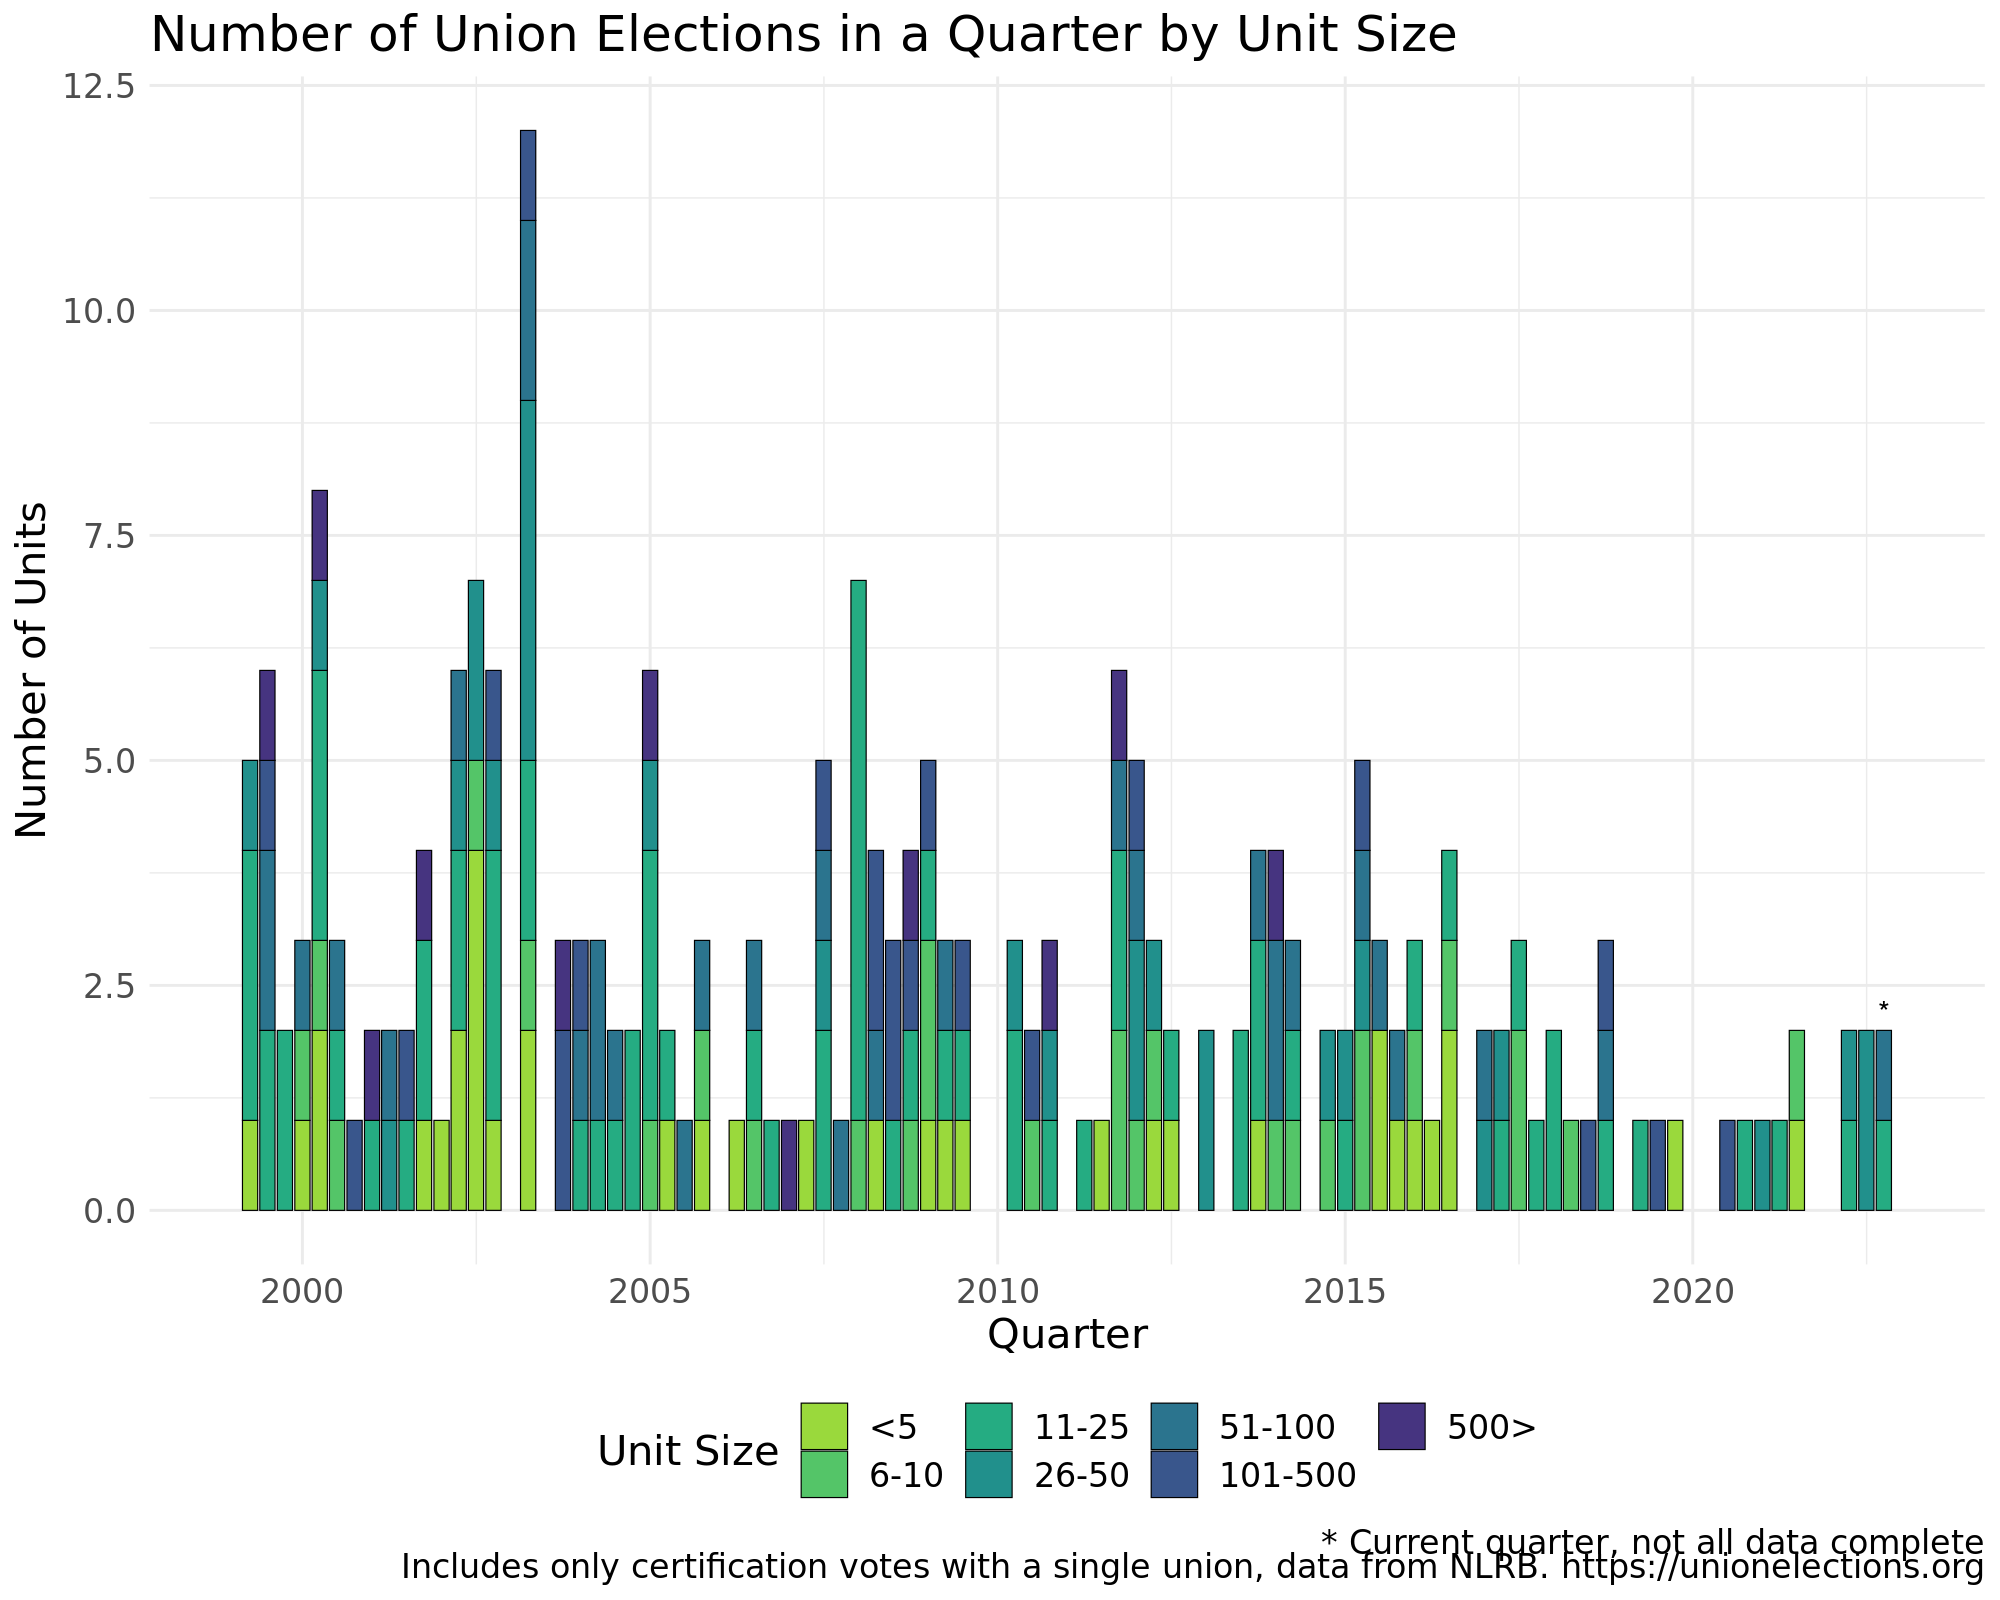 Number of Union Elections in a Quarter by Unit Size
12.5
10.0
7.5
5.0
2.5
0.0
Number of Units
*
2000 2005 2010 2015 2020
Quarter
Unit Size
<5 11-25 51-100 500>
6-10 26-50 101-500
* Current quarter, not all data complete
Includes only certification votes with a single union, data from NLRB. https://unionelections.org